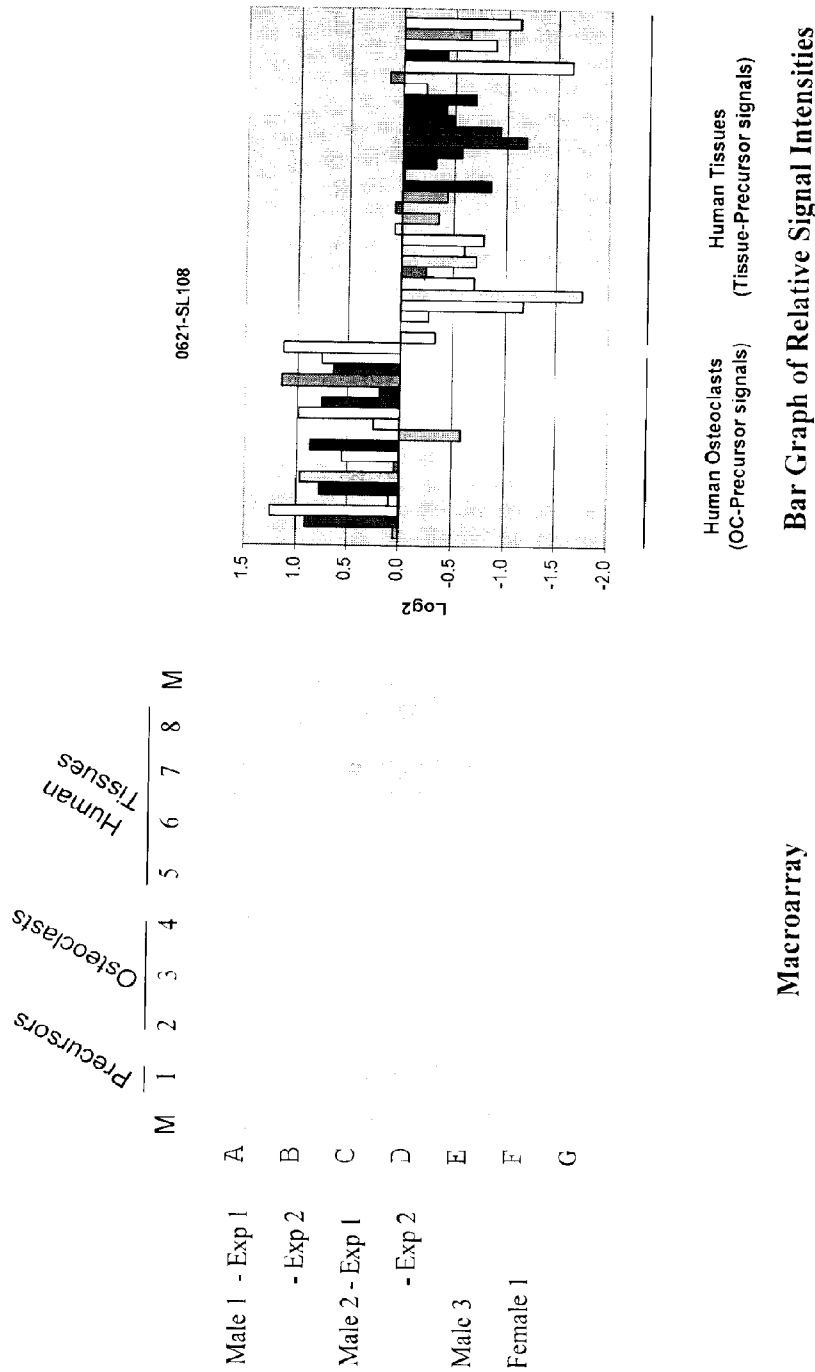 Precursors
Osteoclasts
Human
Tissues
M 1 2 3 4 5 6 7 8 M
Male 1 - Exp 1 A
- Exp 2 B
Male 2 - Exp 1 C
- Exp 2 D
Male 3 E
Female 1 F
G
Macroarray
0621-SL108
1.5
1.0
0.5
0.0
-0.5
-1.0
-1.5
-2.0
Log2
Human Osteoclasts
(OC-Precursor signals)
Human Tissues
(Tissue-Precursor signals)
Bar Graph of Relative Signal Intensities